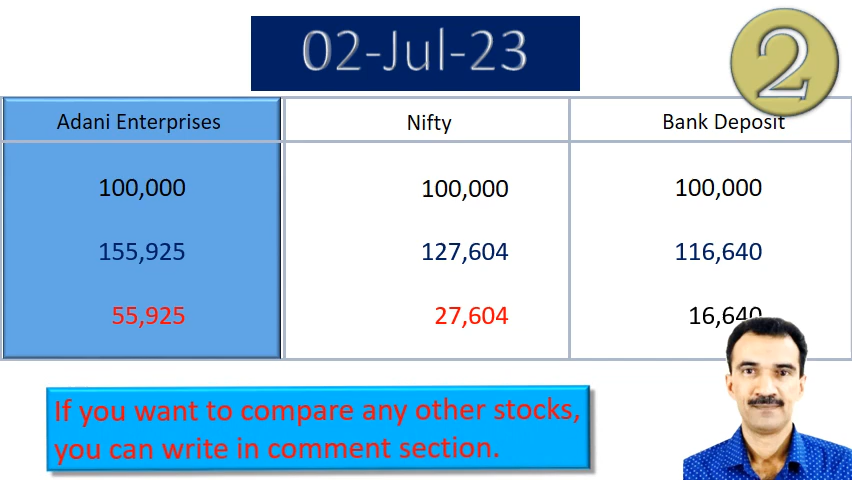 02-Jul-23
2
Adani Enterprises Nifty Bank Deposit
100,000 100,000 100,000
155,925 127,604 116,640
55,925 27,604 16,640
If you want to compare any other stocks,
you can write in comment section.